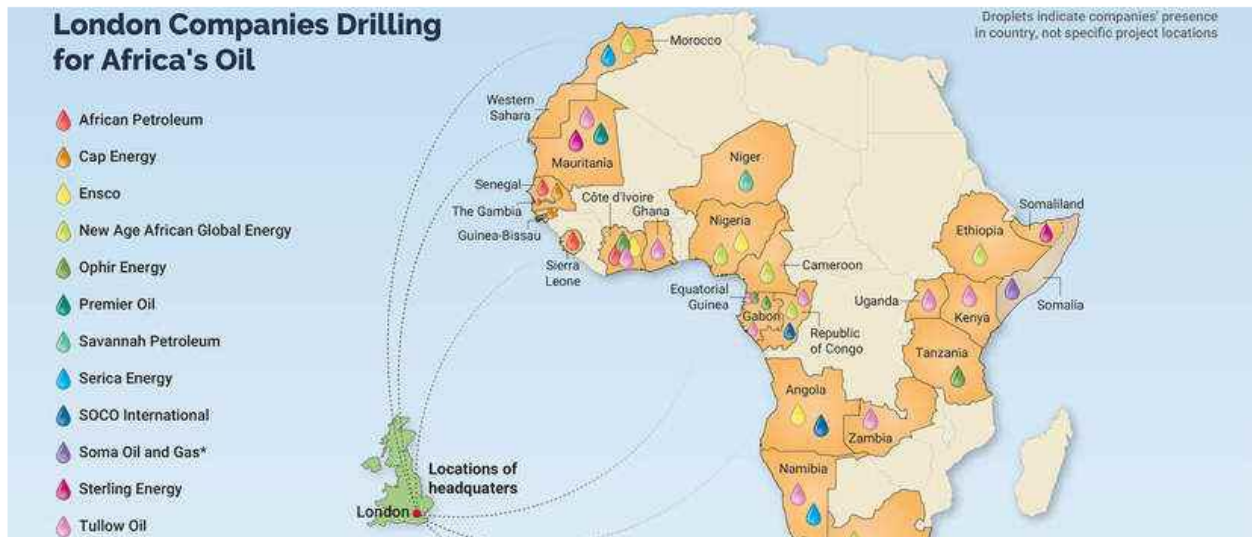 London Companies Drilling
for Africa's Oil
Droplets indicate companies' presence
in country, not specific project locations
African Petroleum
Cap Energy
Ensco
New Age African Global Energy
Ophir Energy
Premier Oil
Savannah Petroleum
Serica Energy
SOCO International
Soma Oil and Gas*
Sterling Energy
Tullow Oil
Morocco
Western
Sahara
Mauritania
Niger
Senegal
Côte d'Ivoire
The Gambia
Ghana
Nigeria
Guinea-Bissau
Sierra
Leone
Somaliland
Ethiopia
Cameroon
Equatorial
Guinea
Gabon
Republic
of Congo
Uganda
Kenya
Somalia
Tanzania
Angola
Zambia
Namibia
Locations of
headquaters
London